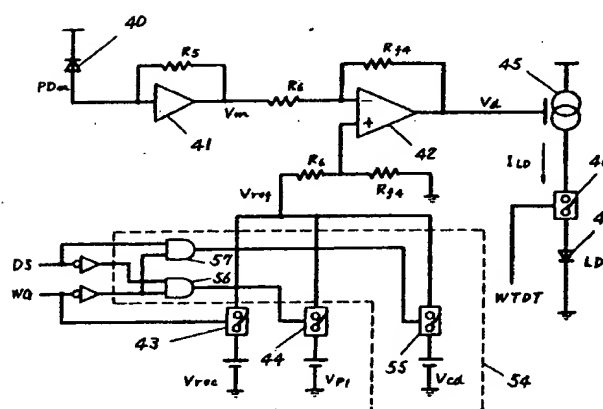 40
R5
Rf4
45
PDm
41
Vm
R6
−
+
42
Vd
ILD
R6
Rf4
Vref
LD
57
DS
56
WG
WTDT
43
44
55
54
Vrec
VP1
Vcd